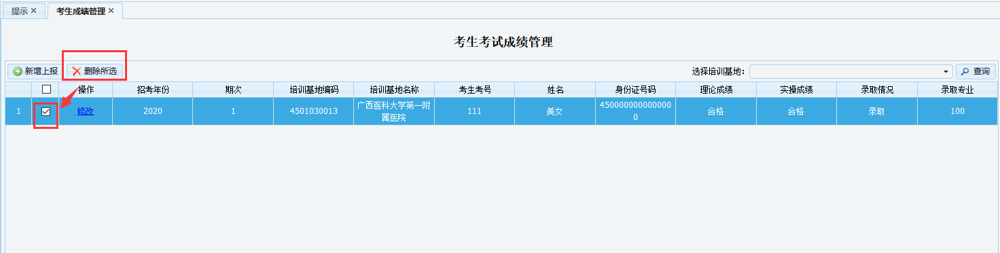 提示 考生成绩管理
考生考试成绩管理
新增上报 删除所选 选择培训基地： 查询
操作 招考年份 期次 培训基地编码 培训基地名称 考生考号 姓名 身份证号码 理论成绩 实操成绩 录取情况 录取专业
1 修改 2020 1 4501030013 广西医科大学第一附 111 美女 450000000000000 合格 合格 录取 100
属医院 0